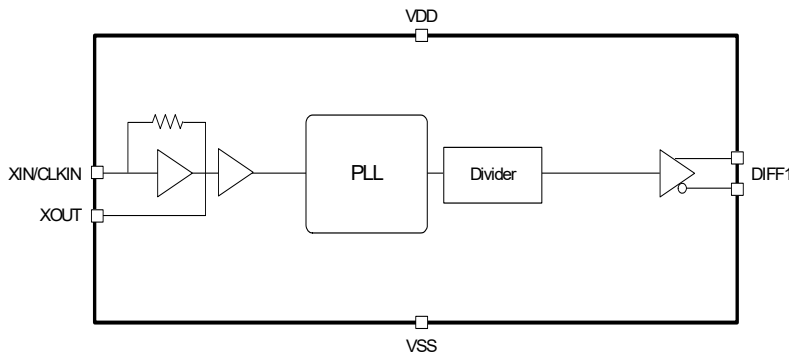 VDD
XIN/CLKIN
XOUT
PLL
Divider
DIFF1
VSS